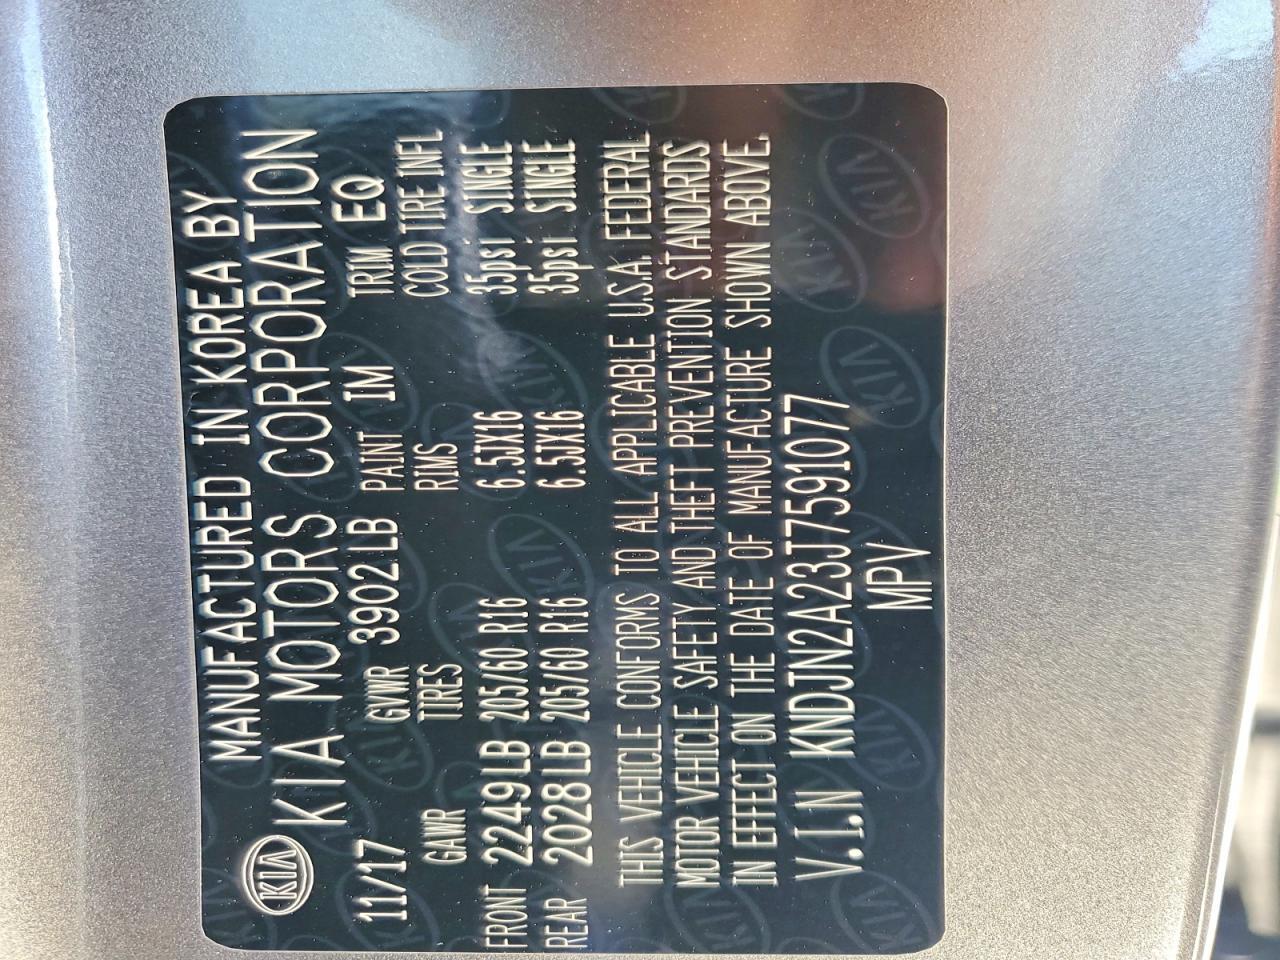 KIA MANUFACTURED IN KOREA BY
KIA MOTORS CORPORATION
11/17 GVWR 3902LB PAINT IM TRIM EQ
GAWR TIRES RIMS COLD TIRE INFL
FRONT 2249LB 205/60 R16 6.5JX16 35psi SINGLE
REAR 2028LB 205/60 R16 6.5JX16 35psi SINGLE
THIS VEHICLE CONFORMS TO ALL APPLICABLE U.S.A. FEDERAL
MOTOR VEHICLE SAFETY AND THEFT PREVENTION STANDARDS
IN EFFECT ON THE DATE OF MANUFACTURE SHOWN ABOVE.
V.I.N KNDJN2A23J7591077
MPV